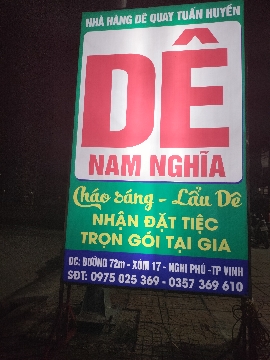 NHÀ HÀNG DÊ QUAY TUẤN HUYỀN
DÊ
NAM NGHĨA
Cháo sáng - Lẩu Dê
NHẬN ĐẶT TIỆC
TRỌN GÓI TẠI GIA
ĐC: ĐƯỜNG 72m - XÓM 17 - NGHI PHÚ - TP VINH
SĐT: 0975 025 369 - 0357 369 610